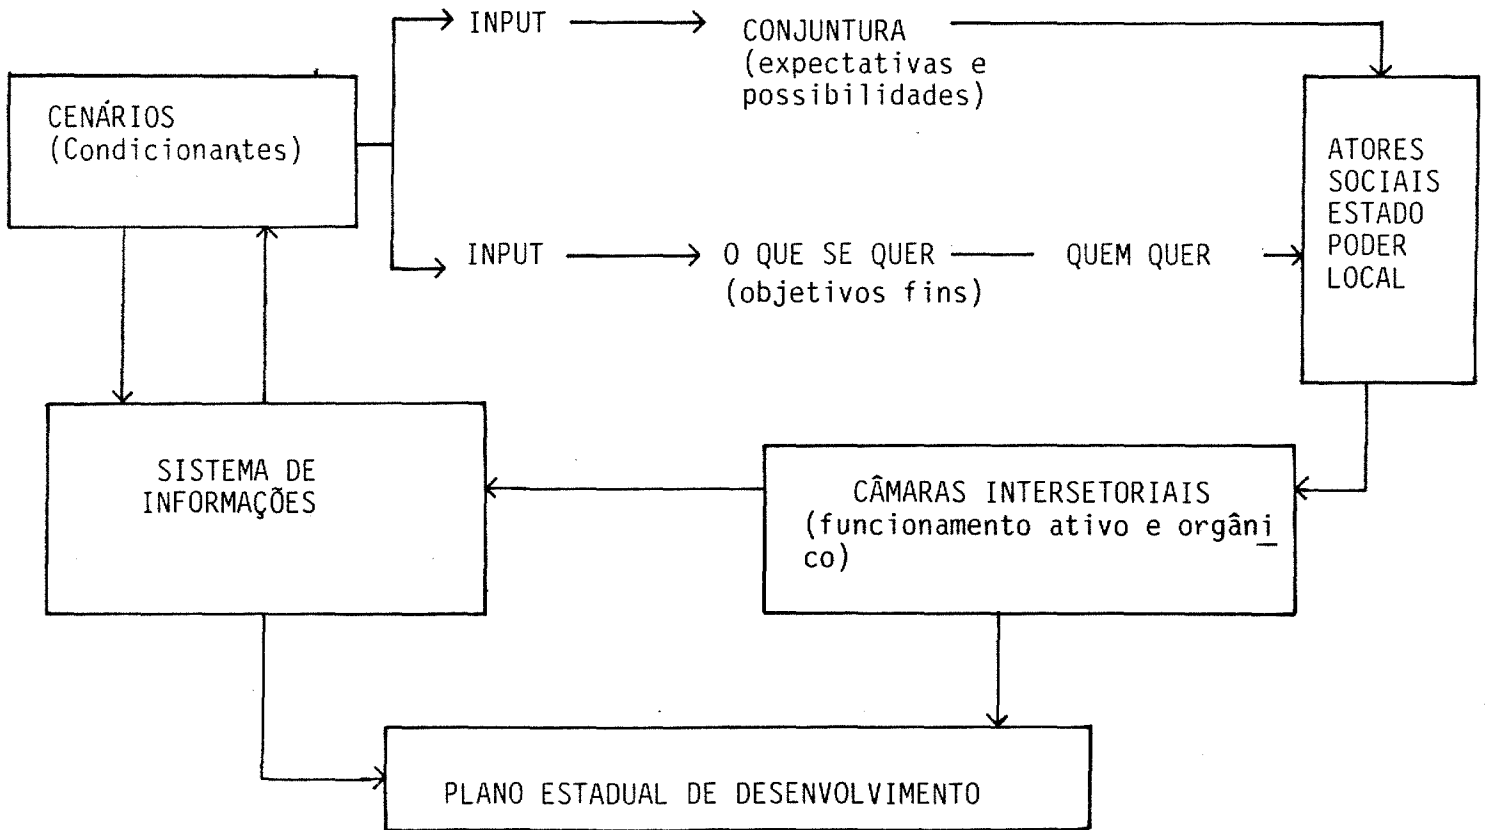 INPUT
CONJUNTURA
(expectativas e
possibilidades)
CENÁRIOS
(Condicionantes)
ATORES
SOCIAIS
ESTADO
PODER
LOCAL
INPUT
O QUE SE QUER
QUEM QUER
(objetivos fins)
SISTEMA DE
INFORMAÇÕES
CÂMARAS INTERSETORIAIS
(funcionamento ativo e orgâni
co)
PLANO ESTADUAL DE DESENVOLVIMENTO